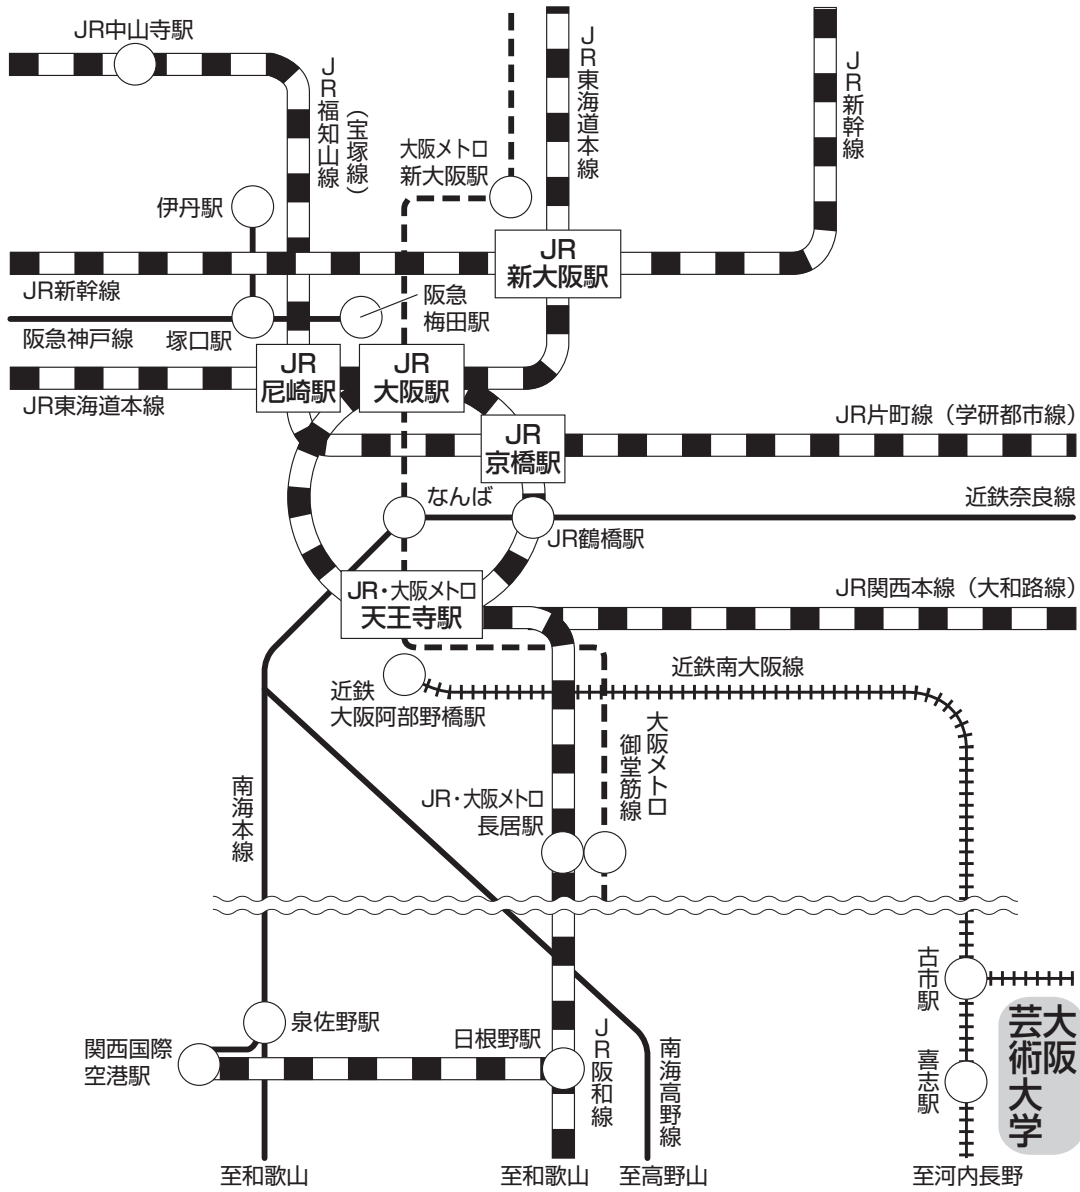 JR中山寺駅
JR福知山線
(宝塚線)
大阪メトロ
新大阪駅
JR東海道本線
JR新幹線
伊丹駅
JR
新大阪駅
JR新幹線
阪急
梅田駅
阪急神戸線
塚口駅
JR
尼崎駅
JR
大阪駅
JR東海道本線
JR片町線（学研都市線）
JR
京橋駅
なんば
近鉄奈良線
JR鶴橋駅
JR・大阪メトロ
天王寺駅
JR関西本線（大和路線）
近鉄南大阪線
近鉄
大阪阿部野橋駅
大阪メトロ
御堂筋線
南海本線
JR・大阪メトロ
長居駅
古市駅
大阪
芸術大学
泉佐野駅
関西国際
空港駅
日根野駅
JR阪和線
南海高野線
喜志駅
至和歌山
至和歌山
至高野山
至河内長野